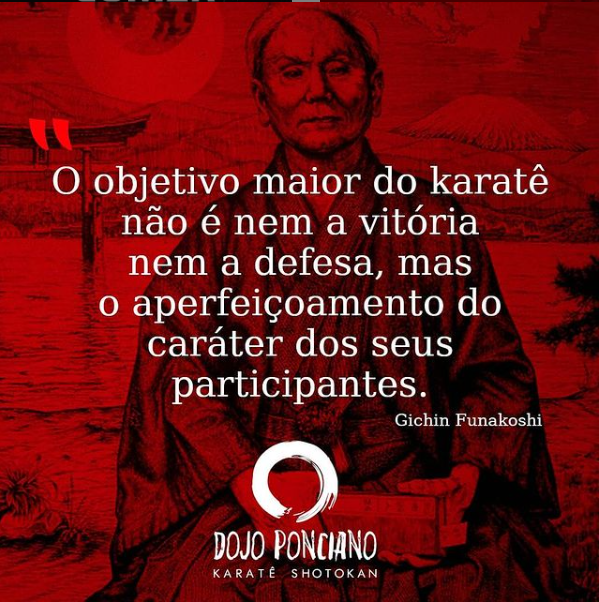 "
O objetivo maior do karatê
não é nem a vitória
nem a defesa, mas
o aperfeiçoamento do
caráter dos seus
participantes.
Gichin Funakoshi
DOJO PONCIANO
KARATÊ SHOTOKAN